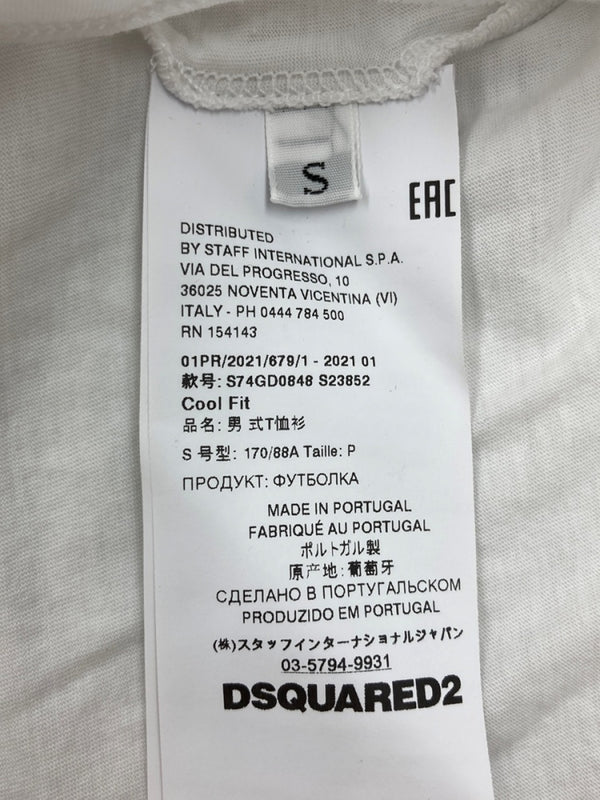 S
EAC
DISTRIBUTED
BY STAFF INTERNATIONAL S.P.A.
VIA DEL PROGRESSO, 10
36025 NOVENTA VICENTINA (VI)
ITALY - PH 0444 784 500
RN 154143
01PR/2021/679/1 - 2021 01
款号: S74GD0848 S23852
Cool Fit
品名: 男 式T恤衫
S 号型: 170/88A Taille: P
ПРОДУКТ: ФУТБОЛКА
MADE IN PORTUGAL
FABRIQUÉ AU PORTUGAL
ポルトガル製
原产地: 葡萄牙
СДЕЛАНО В ПОРТУГАЛЬСКОМ
PRODUZIDO EM PORTUGAL
(株)スタッフインターナショナルジャパン
03-5794-9931
DSQUARED2